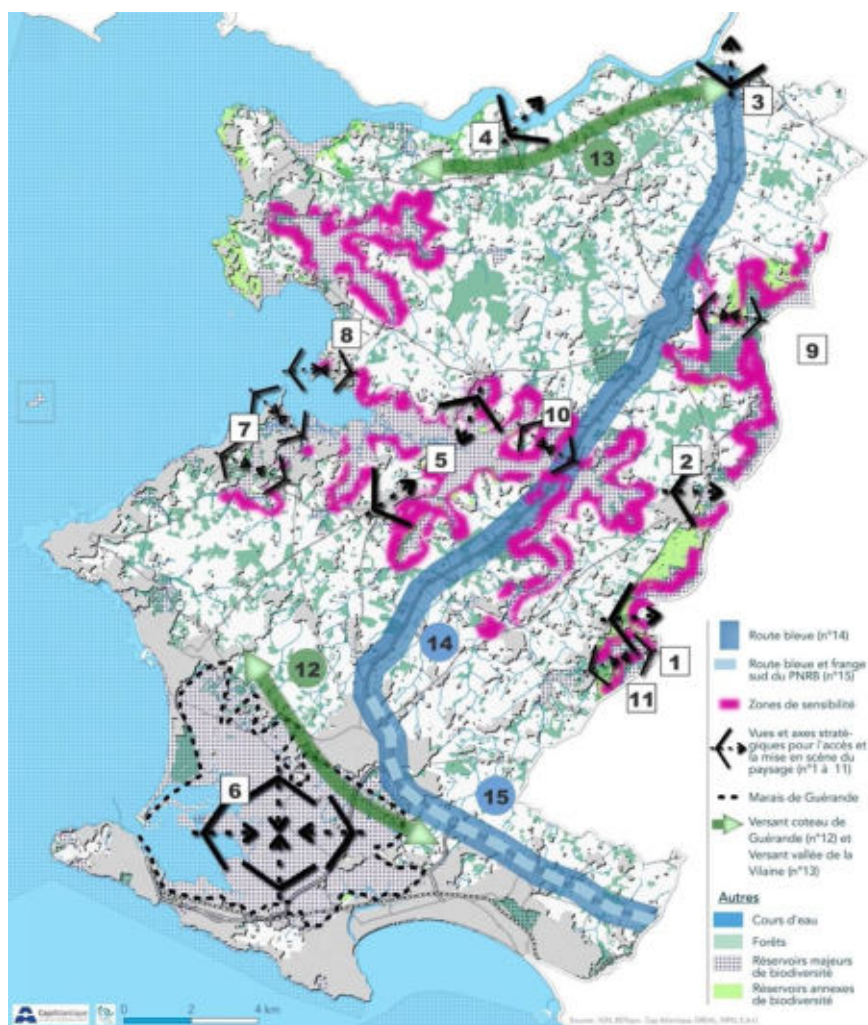 3
4
13
8
9
7
10
5
2
14
12
1
11
6
15
Route bleue (n°14)
Route bleue et frange
sud du PNRB (n°15)
Zones de sensibilité
Vues et axes straté-
giques pour l'accès et
la mise en scène du
paysage (n°1 à 11)
Marais de Guérande
Versant coteau de
Guérande (n°12) et
Versant vallée de la
Vilaine (n°13)
Autres
Cours d'eau
Forêts
Réservoirs majeurs
de biodiversité
Réservoirs annexes
de biodiversité
CapAtlantique
0 2 4 km